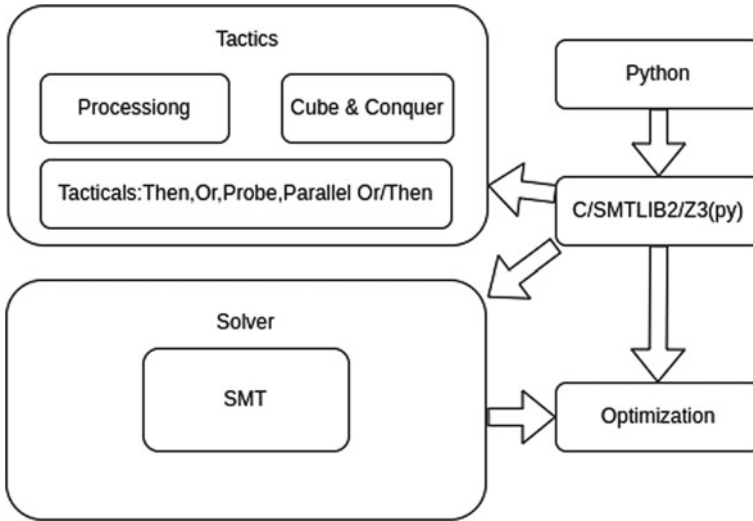 Tactics
Processiong
Cube & Conquer
Tacticals:Then,Or,Probe,Parallel Or/Then
Python
C/SMTLIB2/Z3(py)
Solver
SMT
Optimization